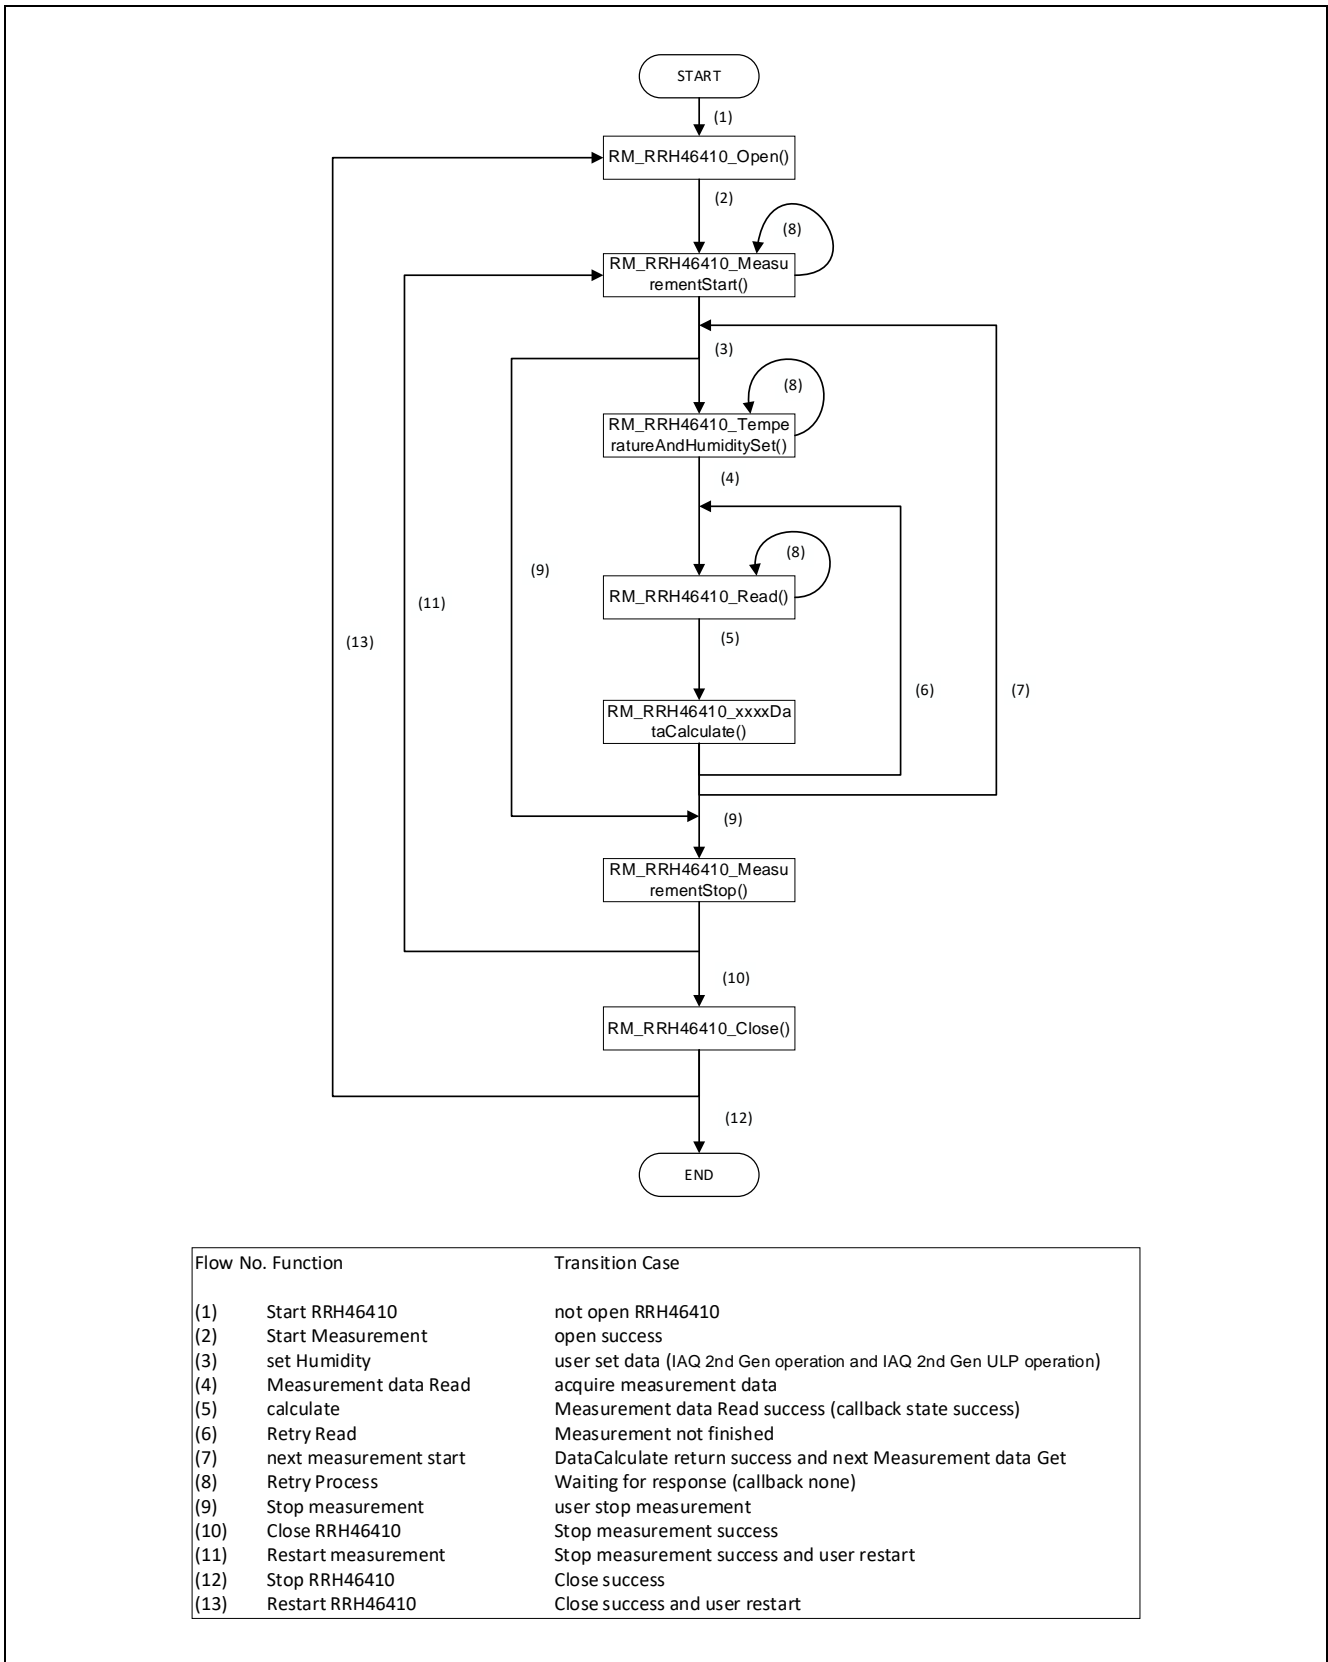 START
(1)
RM_RRH46410_Open()
(2)
(8)
RM_RRH46410_Measu
rementStart()
(3)
(8)
RM_RRH46410_Tempe
ratureAndHumiditySet()
(4)
(8)
(9)
RM_RRH46410_Read()
(11)
(5)
(13)
(6)
(7)
RM_RRH46410_xxxxDa
taCalculate()
(9)
RM_RRH46410_Measu
rementStop()
(10)
RM_RRH46410_Close()
(12)
END
Flow No. Function Transition Case
(1) Start RRH46410 not open RRH46410
(2) Start Measurement open success
(3) set Humidity user set data (IAQ 2nd Gen operation and IAQ 2nd Gen ULP operation)
(4) Measurement data Read acquire measurement data
(5) calculate Measurement data Read success (callback state success)
(6) Retry Read Measurement not finished
(7) next measurement start DataCalculate return success and next Measurement data Get
(8) Retry Process Waiting for response (callback none)
(9) Stop measurement user stop measurement
(10) Close RRH46410 Stop measurement success
(11) Restart measurement Stop measurement success and user restart
(12) Stop RRH46410 Close success
(13) Restart RRH46410 Close success and user restart